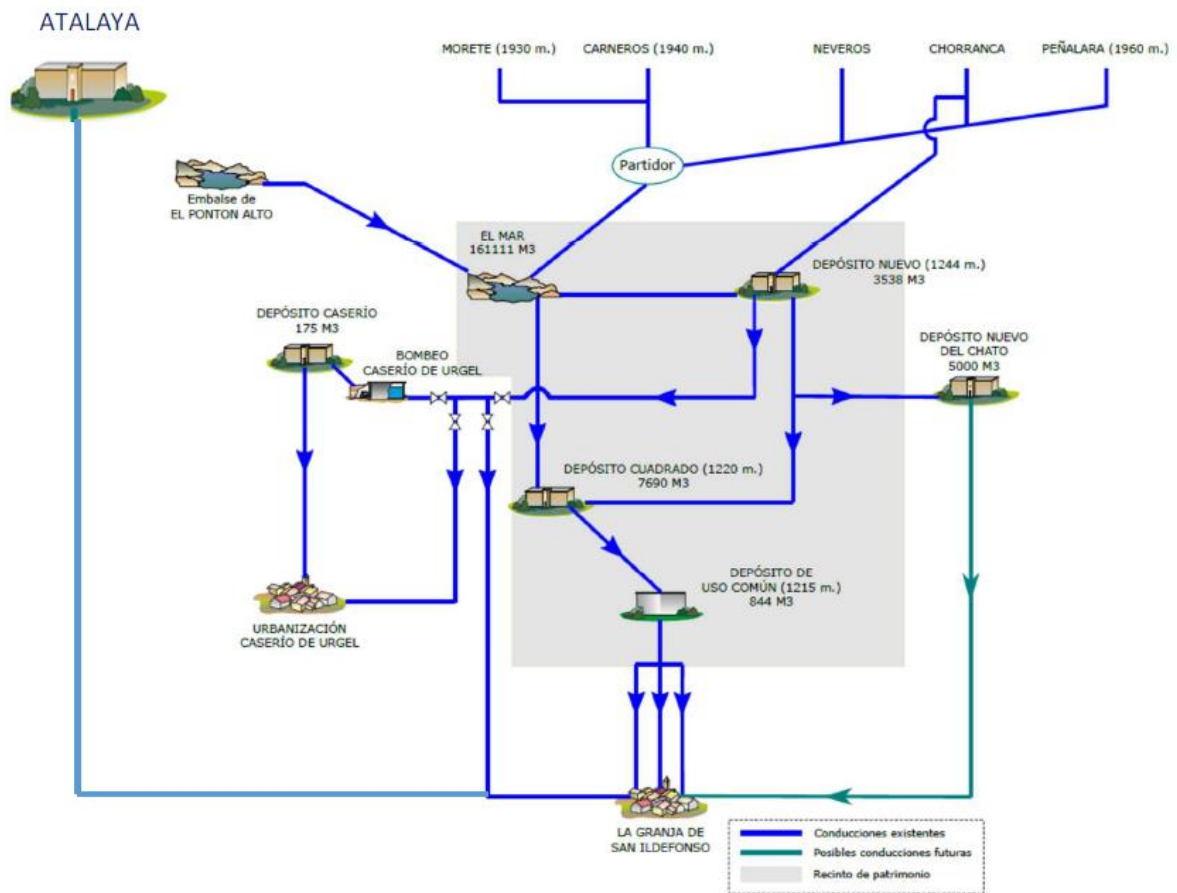 ATALAYA
MORETE (1930 m.)
CARNEROS (1940 m.)
NEVEROS
CHORRANCA
PEÑALARA (1960 m.)
Partidor
Embalse de
EL PONTON ALTO
EL MAR
161111 M3
DEPÓSITO NUEVO (1244 m.)
3538 M3
DEPÓSITO CASERÍO
175 M3
BOMBEO
CASERÍO DE URGEL
DEPÓSITO NUEVO
DEL CHATO
5000 M3
DEPÓSITO CUADRADO (1220 m.)
7690 M3
DEPÓSITO DE
USO COMÚN (1215 m.)
844 M3
URBANIZACIÓN
CASERÍO DE URGEL
LA GRANJA DE
SAN ILDEFONSO
Conducciones existentes
Posibles conducciones futuras
Recinto de patrimonio